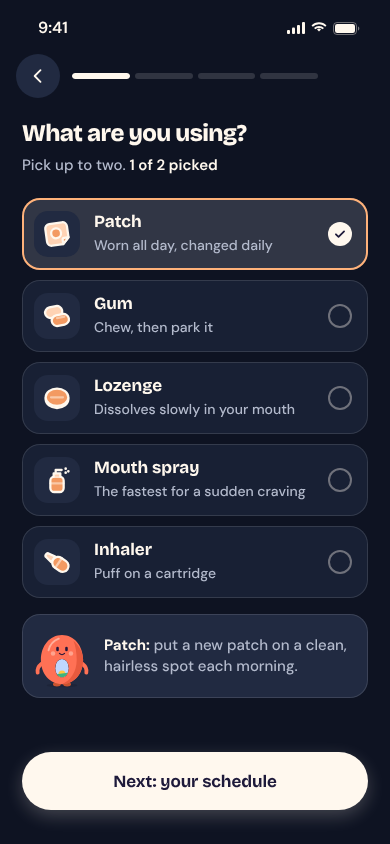 9:41
What are you using?
Pick up to two. 1 of 2 picked
Patch
Worn all day, changed daily
Gum
Chew, then park it
Lozenge
Dissolves slowly in your mouth
Mouth spray
The fastest for a sudden craving
Inhaler
Puff on a cartridge
Patch: put a new patch on a clean,
hairless spot each morning.
Next: your schedule